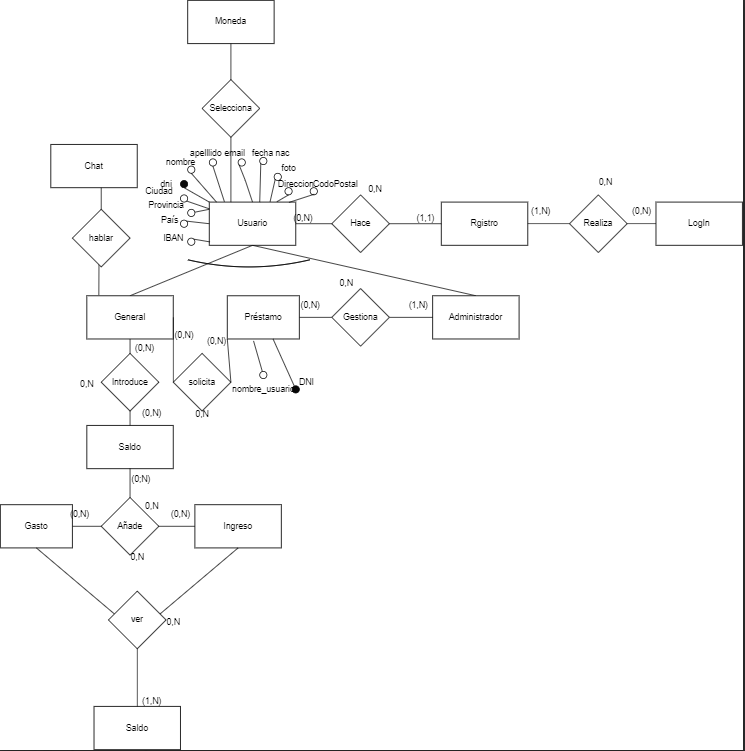 Moneda
Selecciona
Chat
apelllido email fecha nac
nombre
foto
dni
DireccionCodoPostal
Ciudad
0,N
0,N
Provincia
País
Usuario
(0,N)
Hace
(1,1)
Rgistro
(1,N)
Realiza
(0,N)
LogIn
hablar
IBAN
0,N
General
Préstamo
(0,N)
Gestiona
(1,N)
Administrador
(0,N)
(0,N)
(0,N)
0,N
Introduce
solicita
nombre_usuario
DNI
(0,N)
0,N
Saldo
(0;N)
0,N
Gasto
(0,N)
Añade
(0,N)
Ingreso
0,N
ver
0,N
(1,N)
Saldo